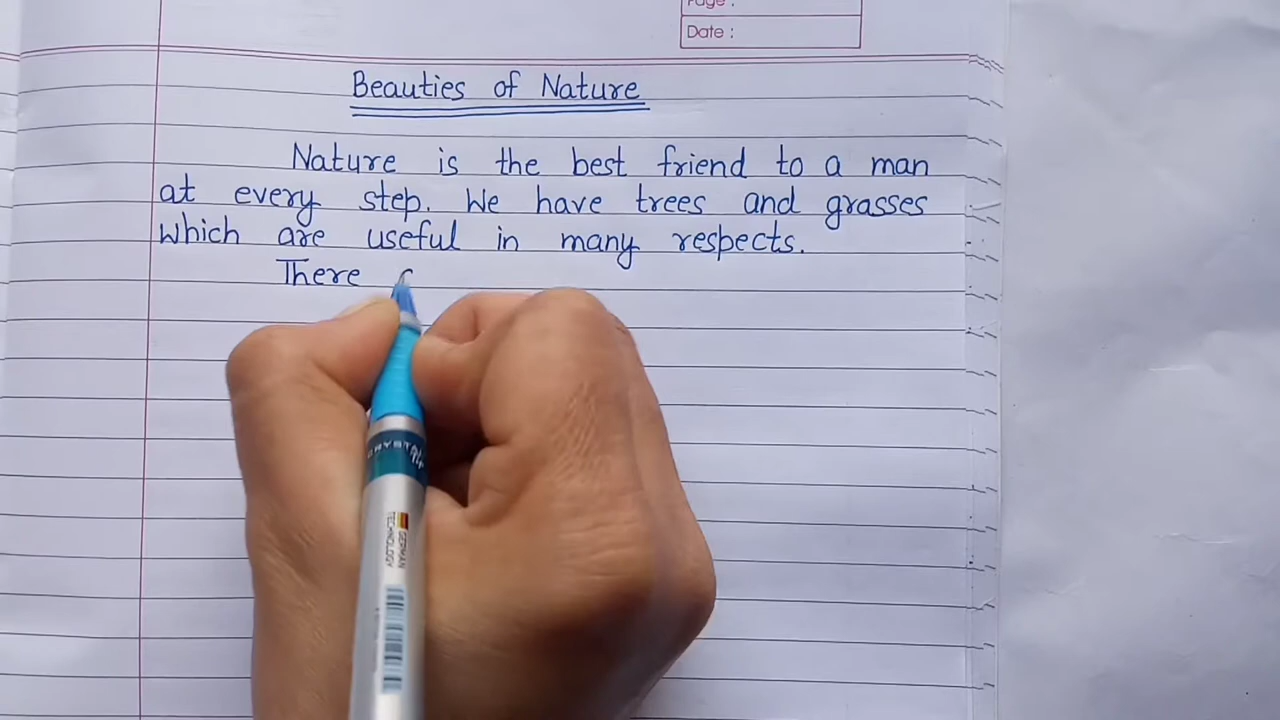 Page :
Date :
Beauties of Nature
Nature is the best friend to a man
at every step. We have trees and grasses
which are useful in many respects.
There
CRYSTAL
GERMAN
TECHNOLOGY